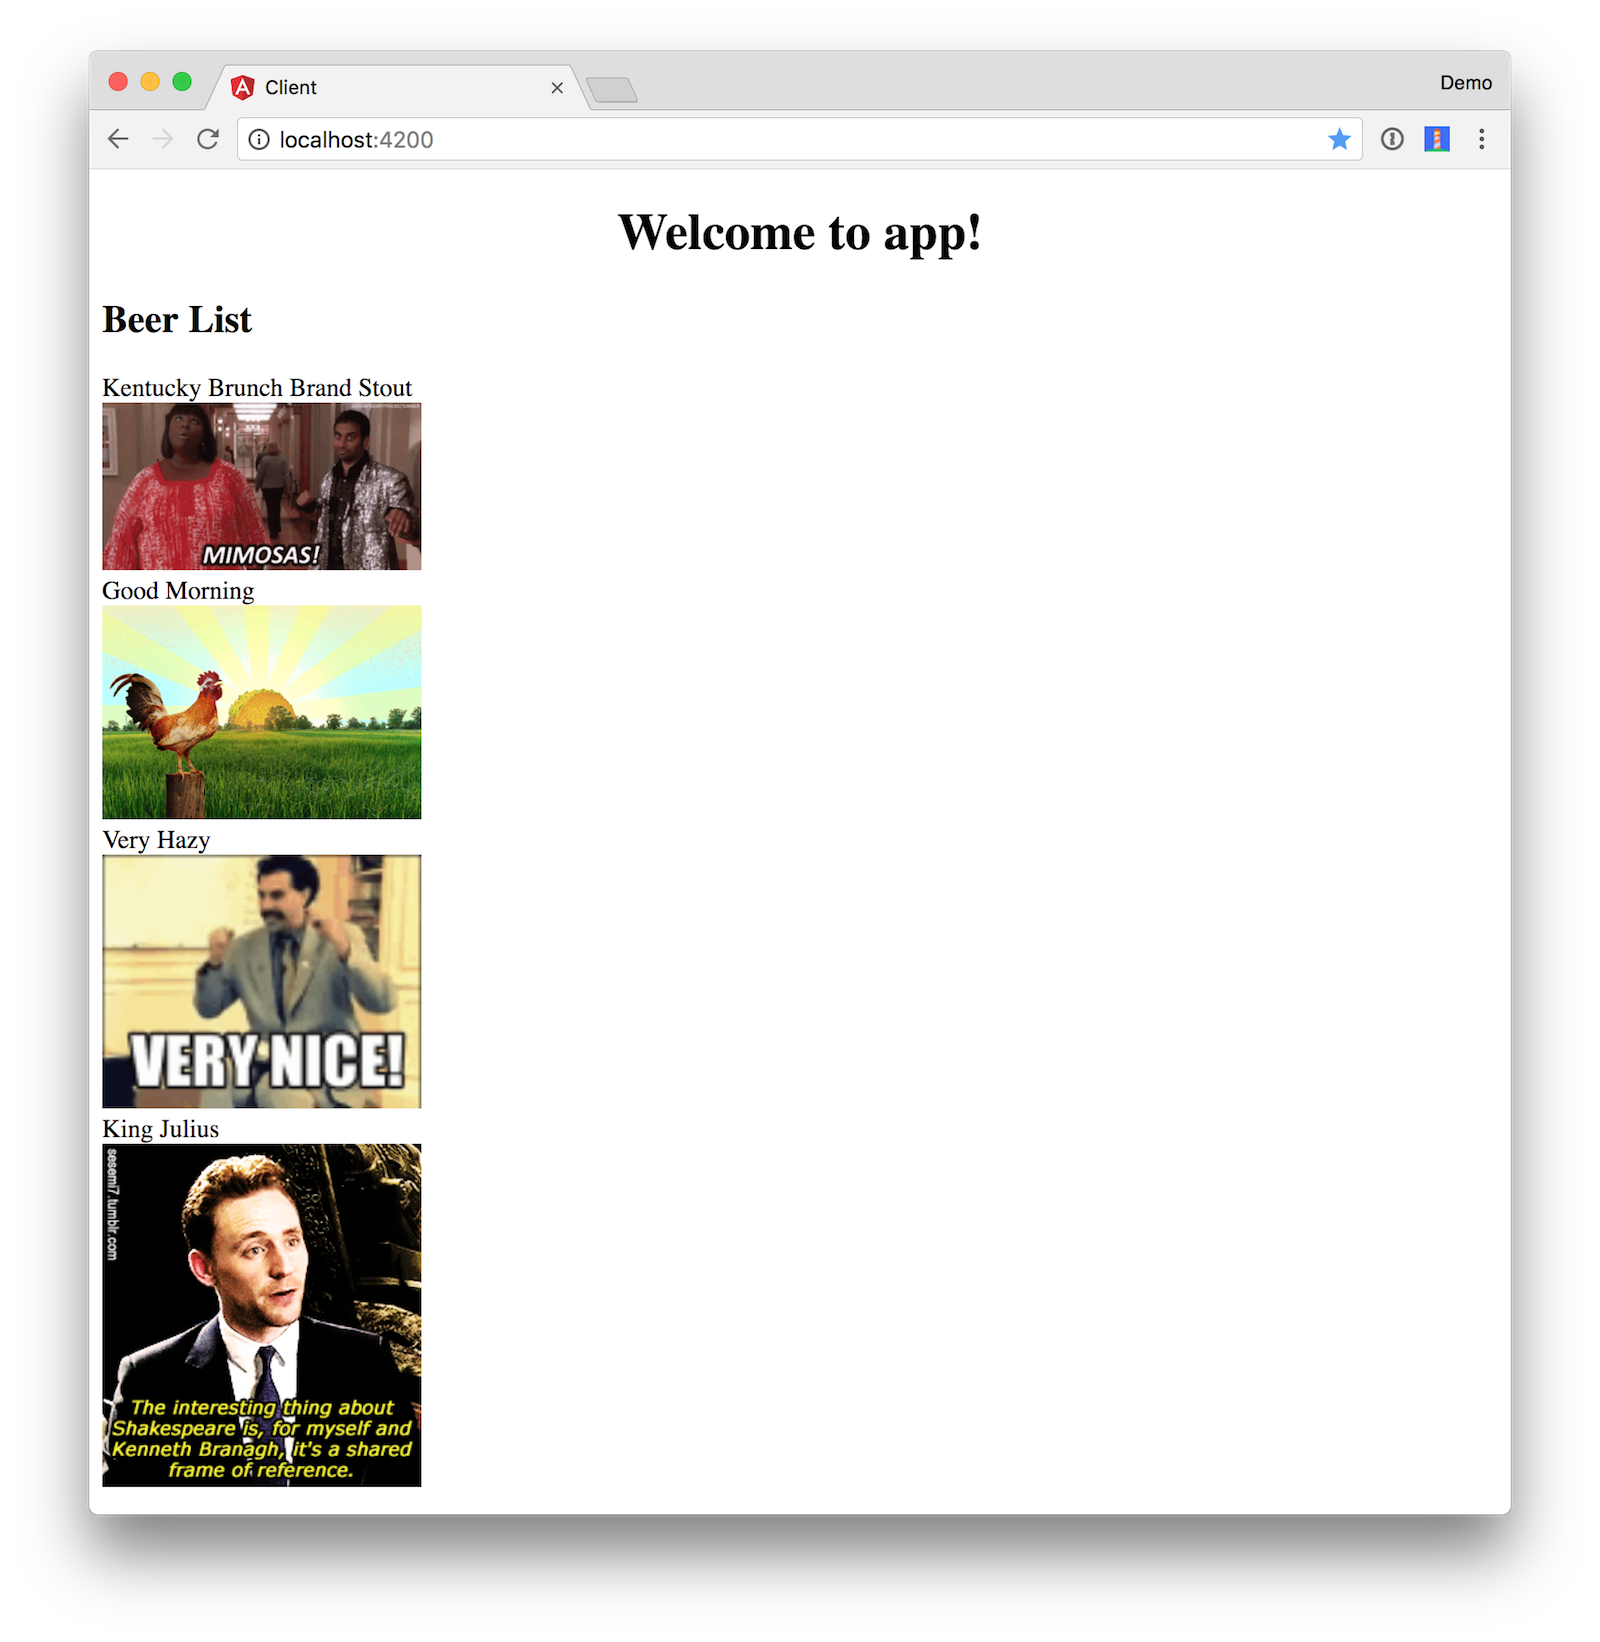 Client
Demo
localhost:4200
Welcome to app!
Beer List
Kentucky Brunch Brand Stout
MIMOSAS!
Good Morning
Very Hazy
VERY NICE!
King Julius
sesemi7.tumblr.com
The interesting thing about
Shakespeare is, for myself and
Kenneth Branagh, it's a shared
frame of reference.